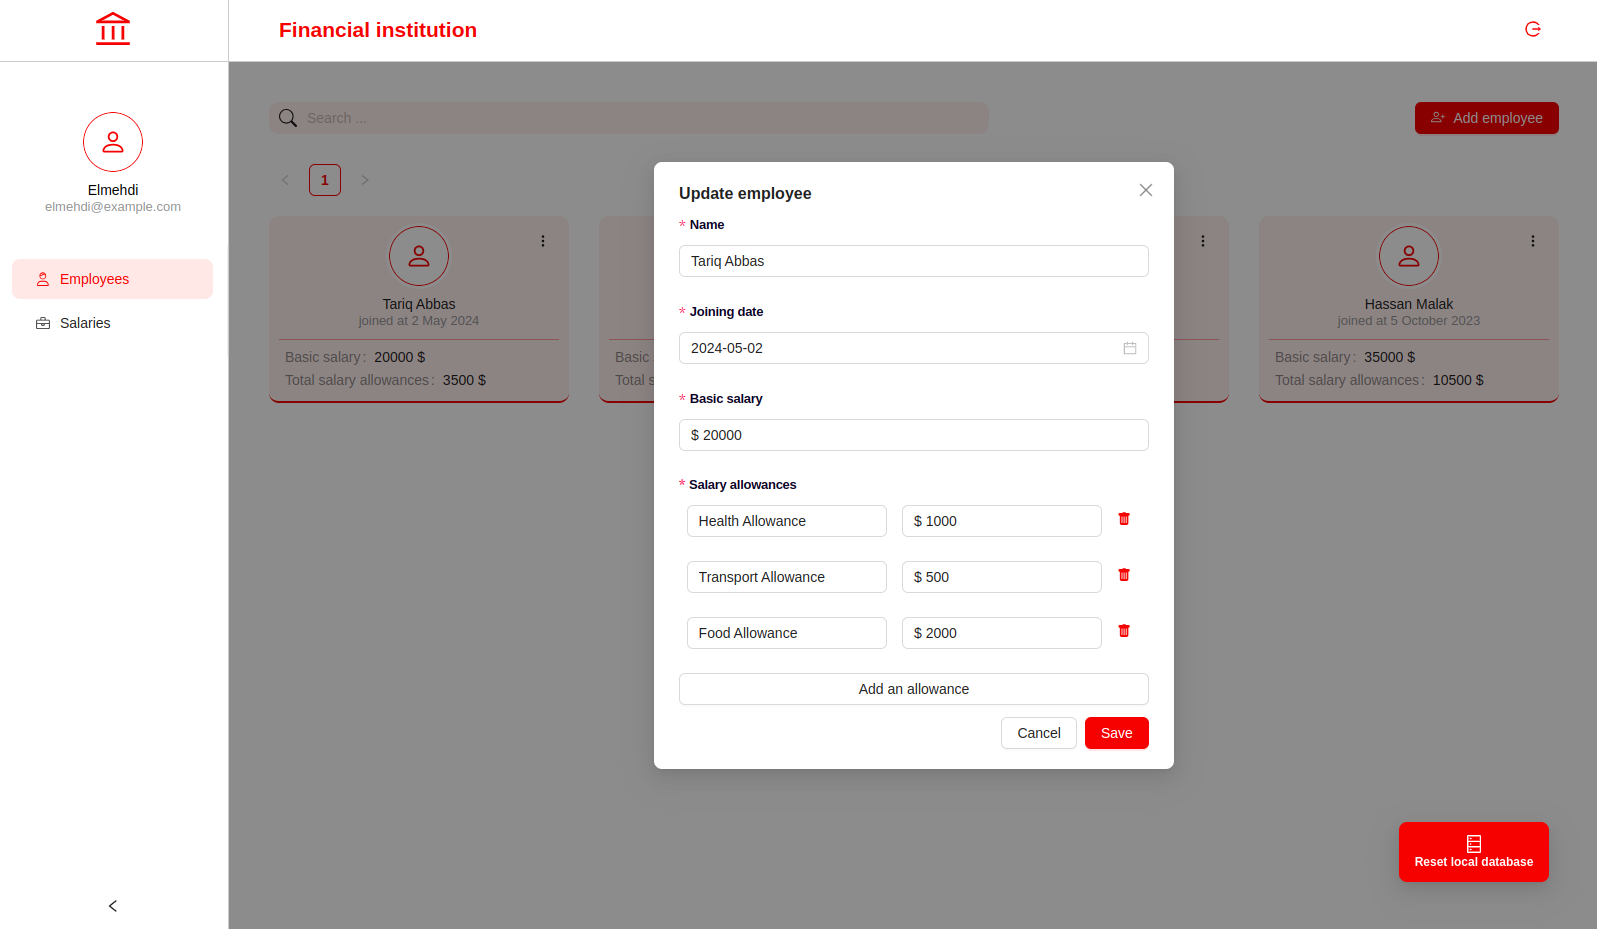 Financial institution
Elmehdi
elmehdi@example.com
Employees
Salaries
Search ...
Add employee
1
Tariq Abbas
joined at 2 May 2024
Basic salary : 20000 $
Total salary allowances : 3500 $
Basic
Total
Hassan Malak
joined at 5 October 2023
Basic salary : 35000 $
Total salary allowances : 10500 $
Update employee
* Name
Tariq Abbas
* Joining date
2024-05-02
* Basic salary
$ 20000
* Salary allowances
Health Allowance
$ 1000
Transport Allowance
$ 500
Food Allowance
$ 2000
Add an allowance
Cancel
Save
Reset local database